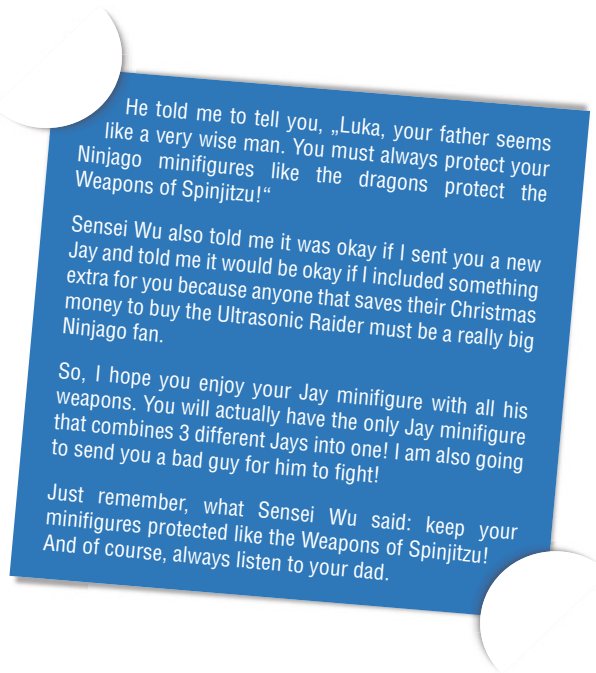 He told me to tell you, „Luka, your father seems
like a very wise man. You must always protect your
Ninjago minifigures like the dragons protect the
Weapons of Spinjitzu!“
Sensei Wu also told me it was okay if I sent you a new
Jay and told me it would be okay if I included something
extra for you because anyone that saves their Christmas
money to buy the Ultrasonic Raider must be a really big
Ninjago fan.
So, I hope you enjoy your Jay minifigure with all his
weapons. You will actually have the only Jay minifigure
that combines 3 different Jays into one! I am also going
to send you a bad guy for him to fight!
Just remember, what Sensei Wu said: keep your
minifigures protected like the Weapons of Spinjitzu!
And of course, always listen to your dad.